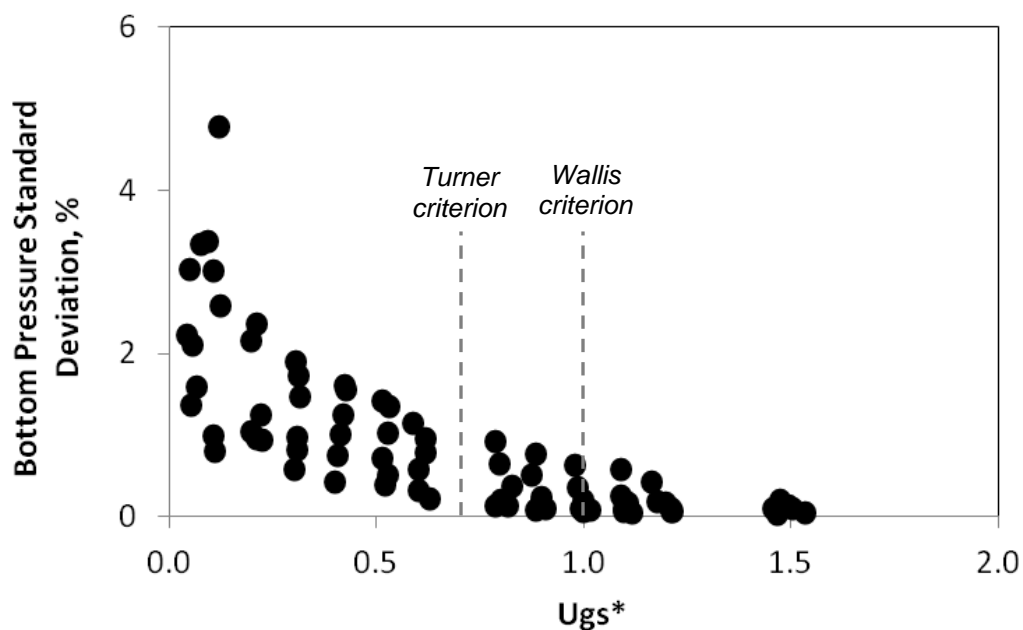 Bottom Pressure Standard
Deviation, %
6
4
2
0
Turner
criterion
Wallis
criterion
0.0 0.5 1.0 1.5 2.0
Ugs*